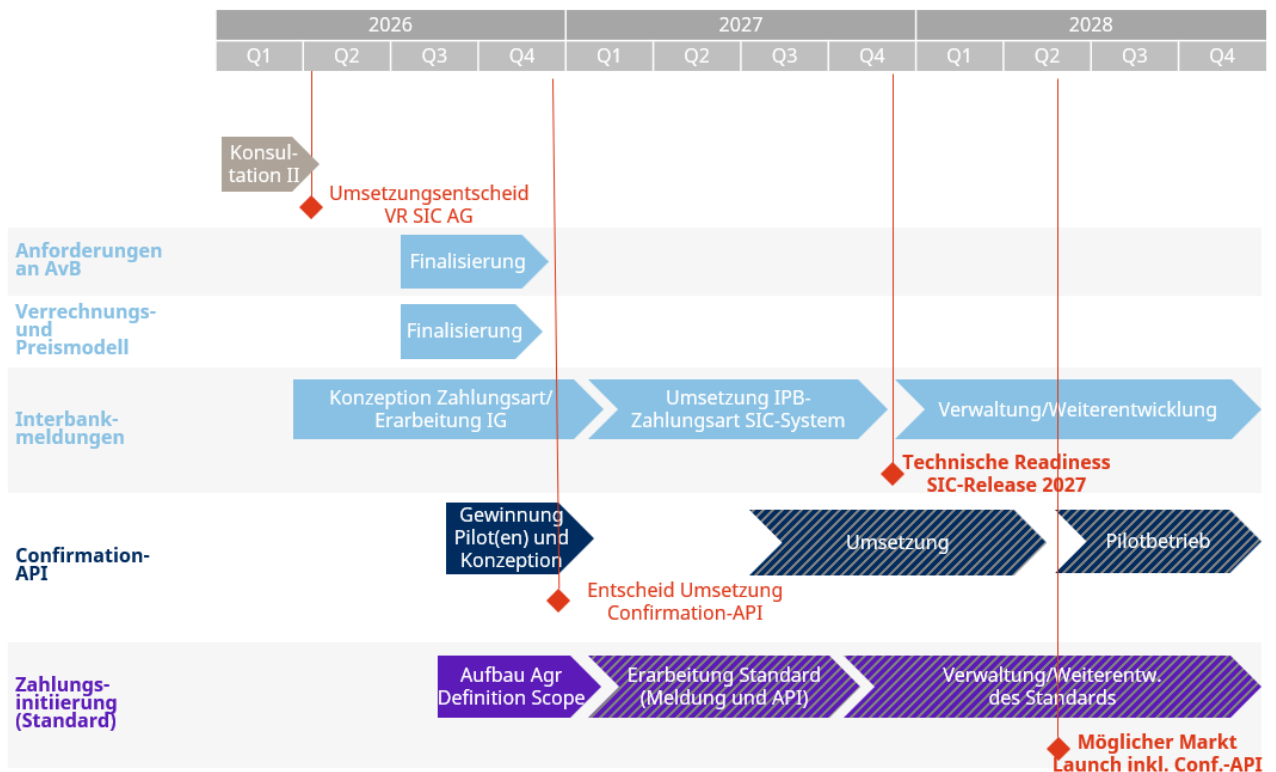 2026 2027 2028
Q1 Q2 Q3 Q4 Q1 Q2 Q3 Q4 Q1 Q2 Q3 Q4
Konsul-
tation II
Umsetzungsentscheid
VR SIC AG
Anforderungen
an AvB
Finalisierung
Verrechnungs-
und
Preismodell
Finalisierung
Interbank-
meldungen
Konzeption Zahlungsart/
Erarbeitung IG
Umsetzung IPB-
Zahlungsart SIC-System
Verwaltung/Weiterentwicklung
Technische Readiness
SIC-Release 2027
Confirmation-
API
Gewinnung
Pilot(en) und
Konzeption
Umsetzung
Pilotbetrieb
Entscheid Umsetzung
Confirmation-API
Zahlungs-
initiierung
(Standard)
Aufbau Agr
Definition Scope
Erarbeitung Standard
(Meldung und API)
Verwaltung/Weiterentw.
des Standards
Möglicher Markt
Launch inkl. Conf.-API